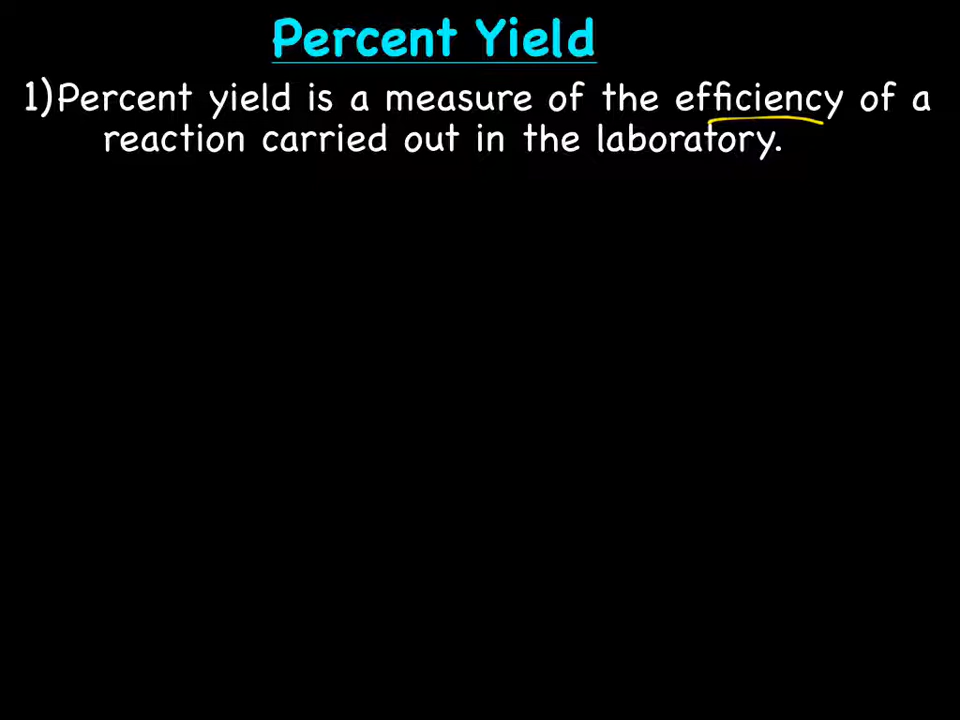 Percent Yield
1)Percent yield is a measure of the efficiency of a
reaction carried out in the laboratory.